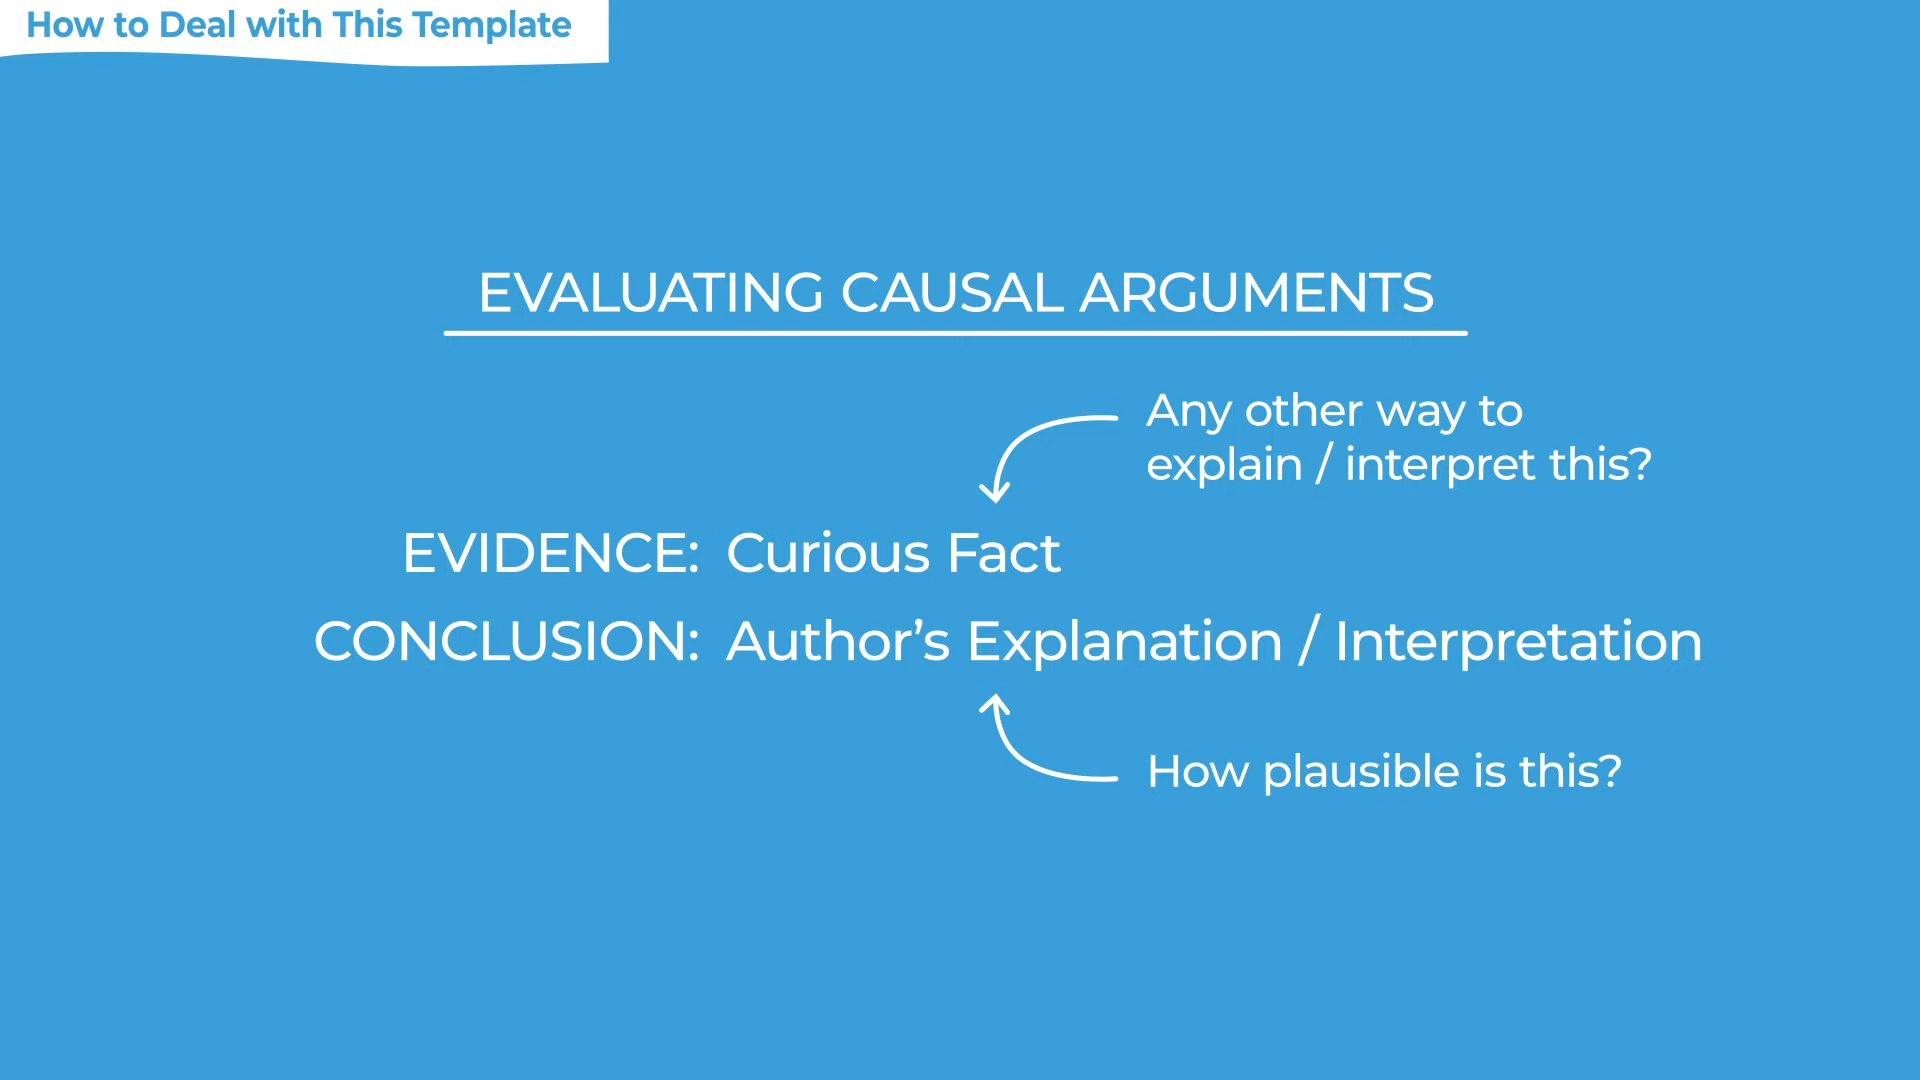 How to Deal with This Template
EVALUATING CAUSAL ARGUMENTS
Any other way to
explain / interpret this?
EVIDENCE: Curious Fact
CONCLUSION: Author’s Explanation / Interpretation
How plausible is this?